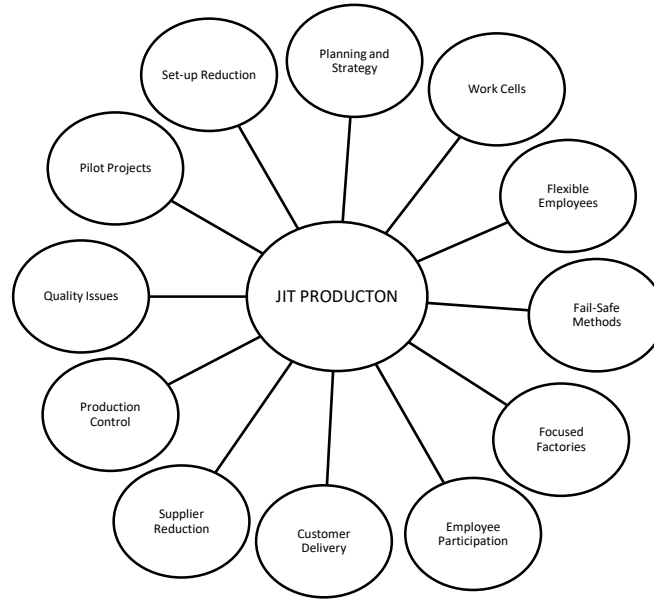 Planning and
Strategy
Set-up Reduction
Work Cells
Pilot Projects
Flexible
Employees
Quality Issues
JIT PRODUCTON
Fail-Safe
Methods
Production
Control
Focused
Factories
Supplier
Reduction
Customer
Delivery
Employee
Participation